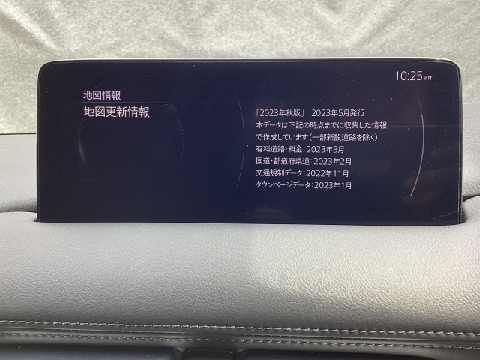 10:25am
地図情報
地図更新情報
「2023年秋版」 2023年5月発行
本データは下記の時点までに収集した情報
で作成しています(一部新設道路を除く)
有料道路・料金:2023年3月
国道・都道府県道:2023年2月
交通規制データ:2022年11月
タウンページデータ:2023年1月